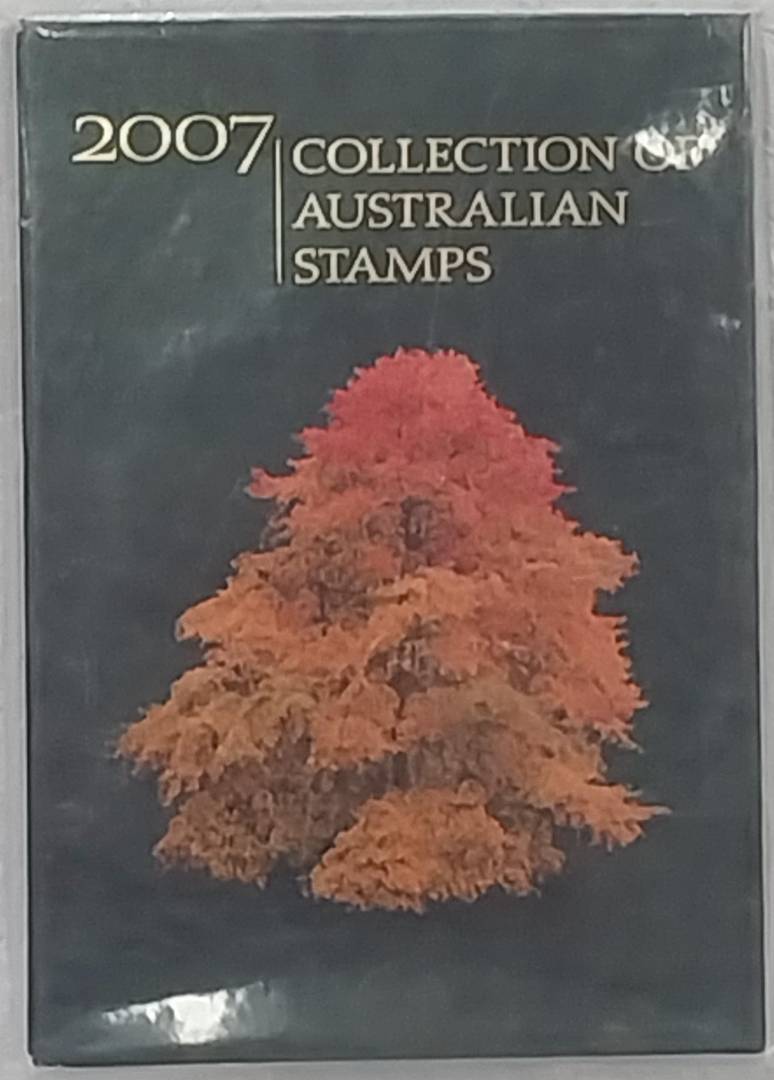 2007 COLLECTION OF
AUSTRALIAN
STAMPS